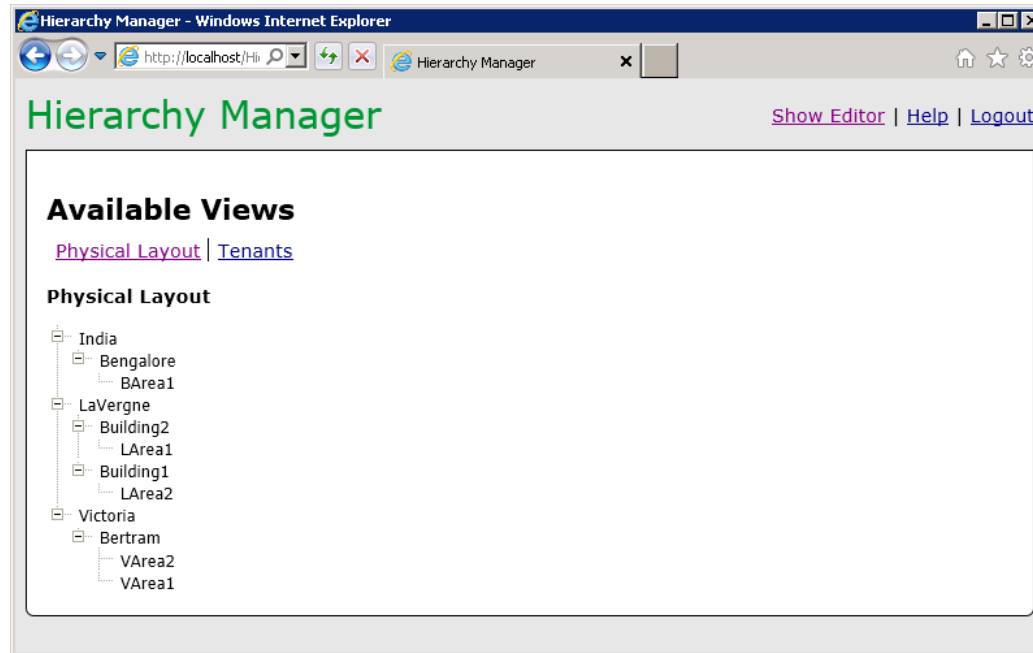 Hierarchy Manager - Windows Internet Explorer
http://localhost/Hi
Hierarchy Manager
Hierarchy Manager
Show Editor | Help | Logout
Available Views
Physical Layout | Tenants
Physical Layout
India
Bengalore
BArea1
LaVergne
Building2
LArea1
Building1
LArea2
Victoria
Bertram
VArea2
VArea1